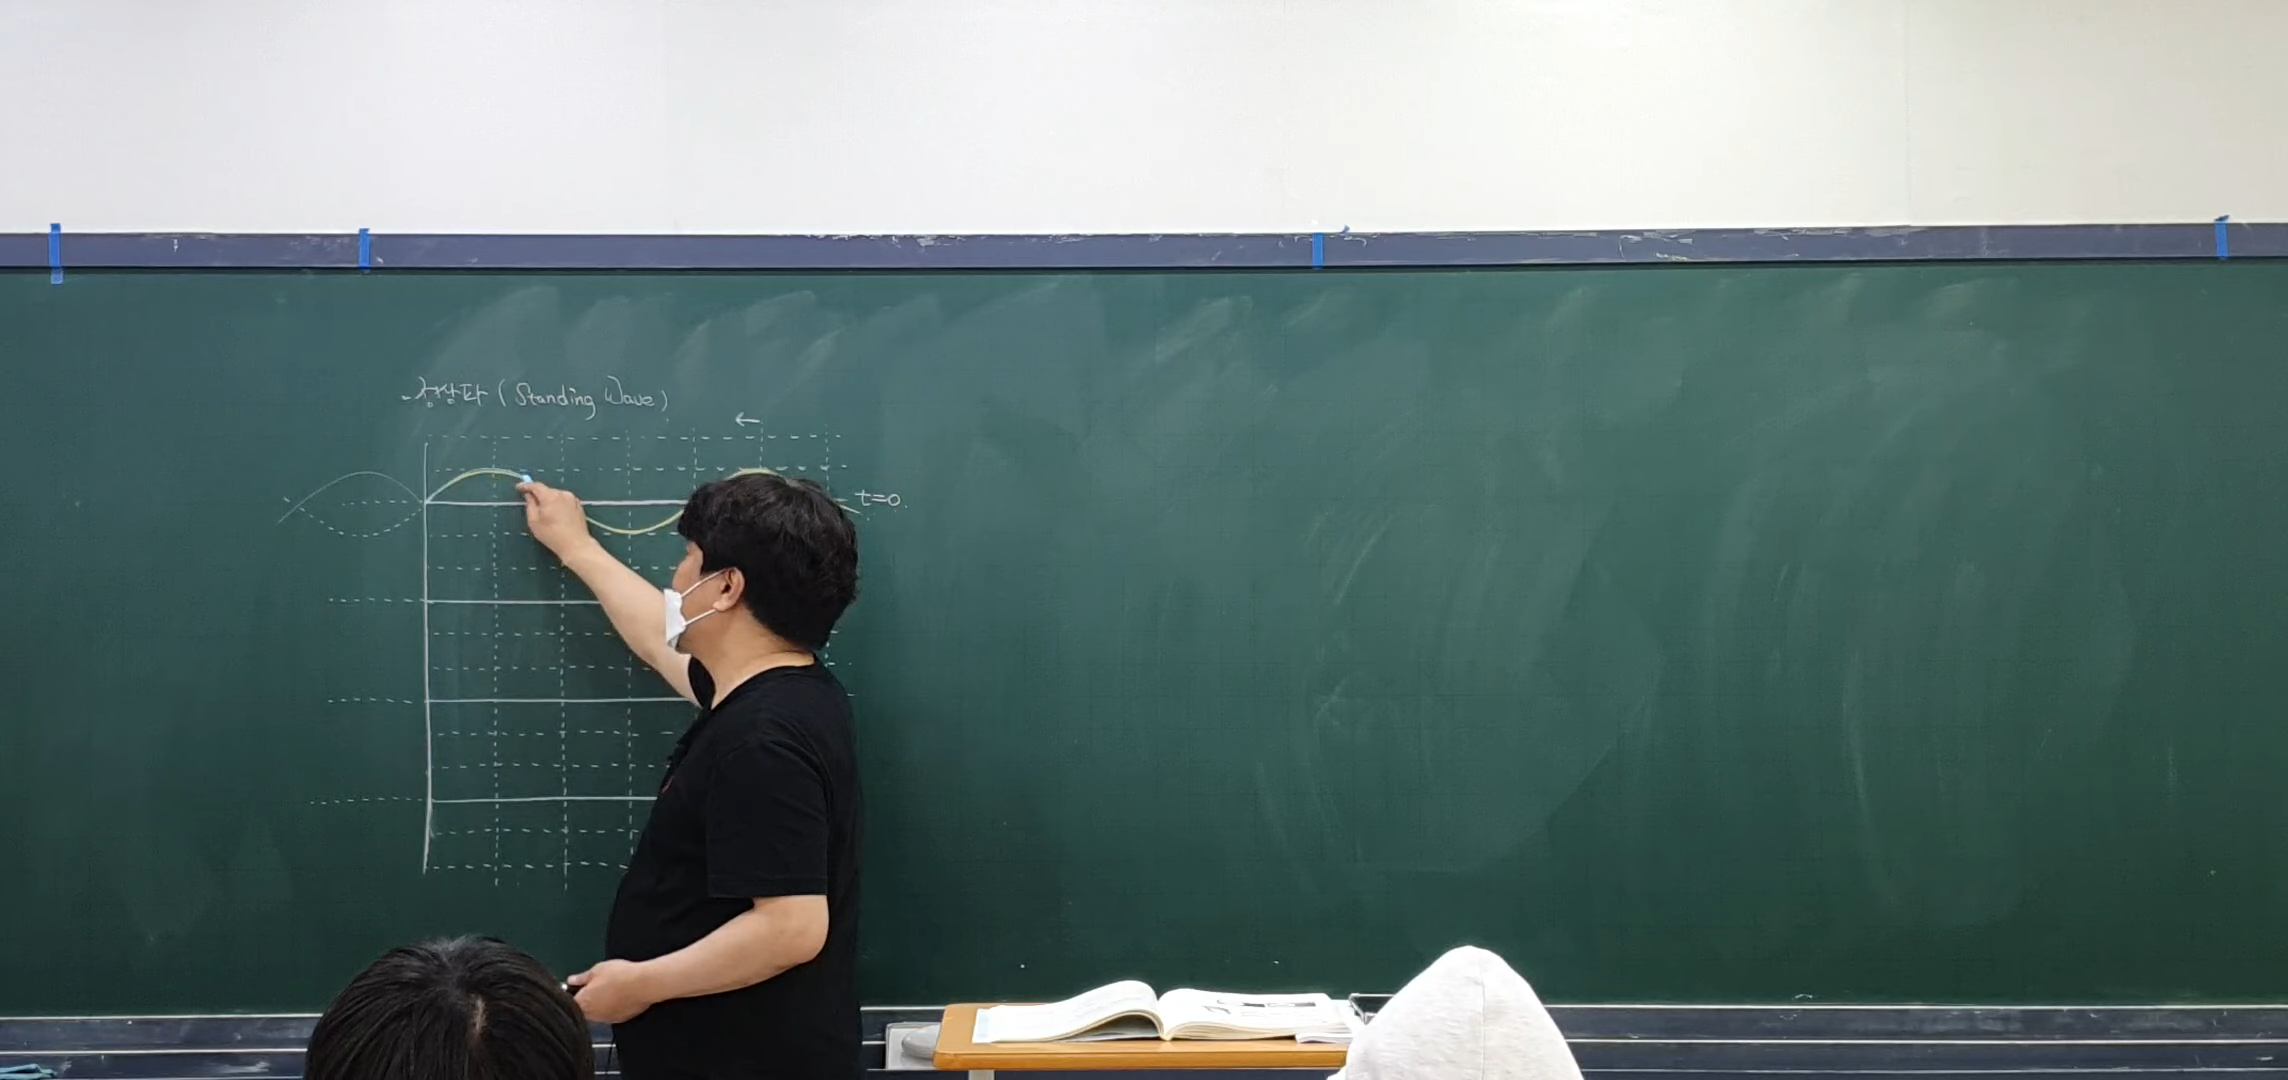 정상파 (Standing Wave)
←
t=0